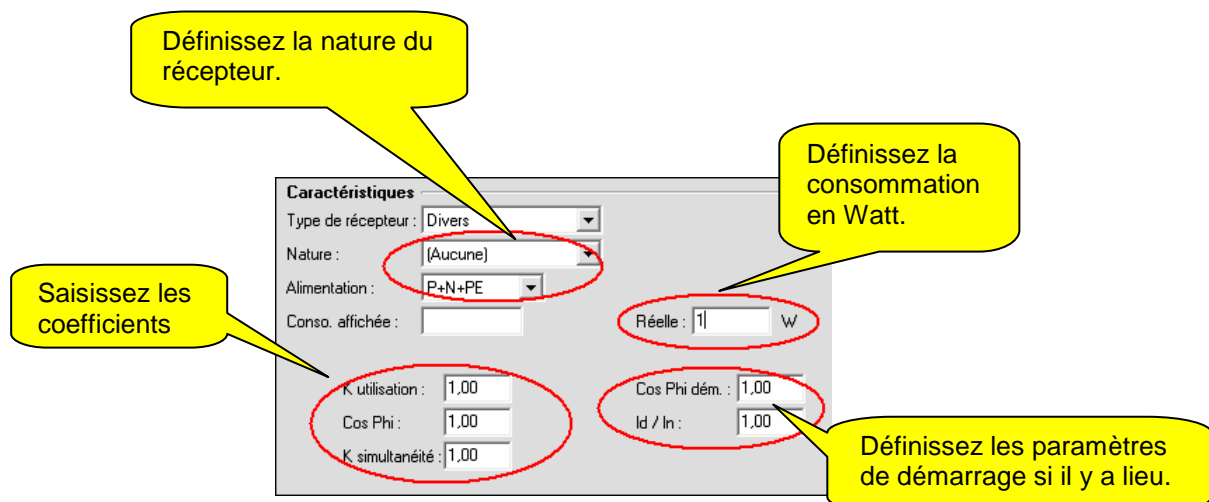 Définissez la nature du
récepteur.
Définissez la
consommation
en Watt.
Caractéristiques
Type de récepteur : Divers
Nature : (Aucune)
Saisissez les
coefficients
Alimentation : P+N+PE
Conso. affichée : Réelle : 1 W
K utilisation : 1,00 Cos Phi dém. : 1,00
Cos Phi : 1,00 Id / In : 1,00
K simultanéité : 1,00
Définissez les paramètres
de démarrage si il y a lieu.